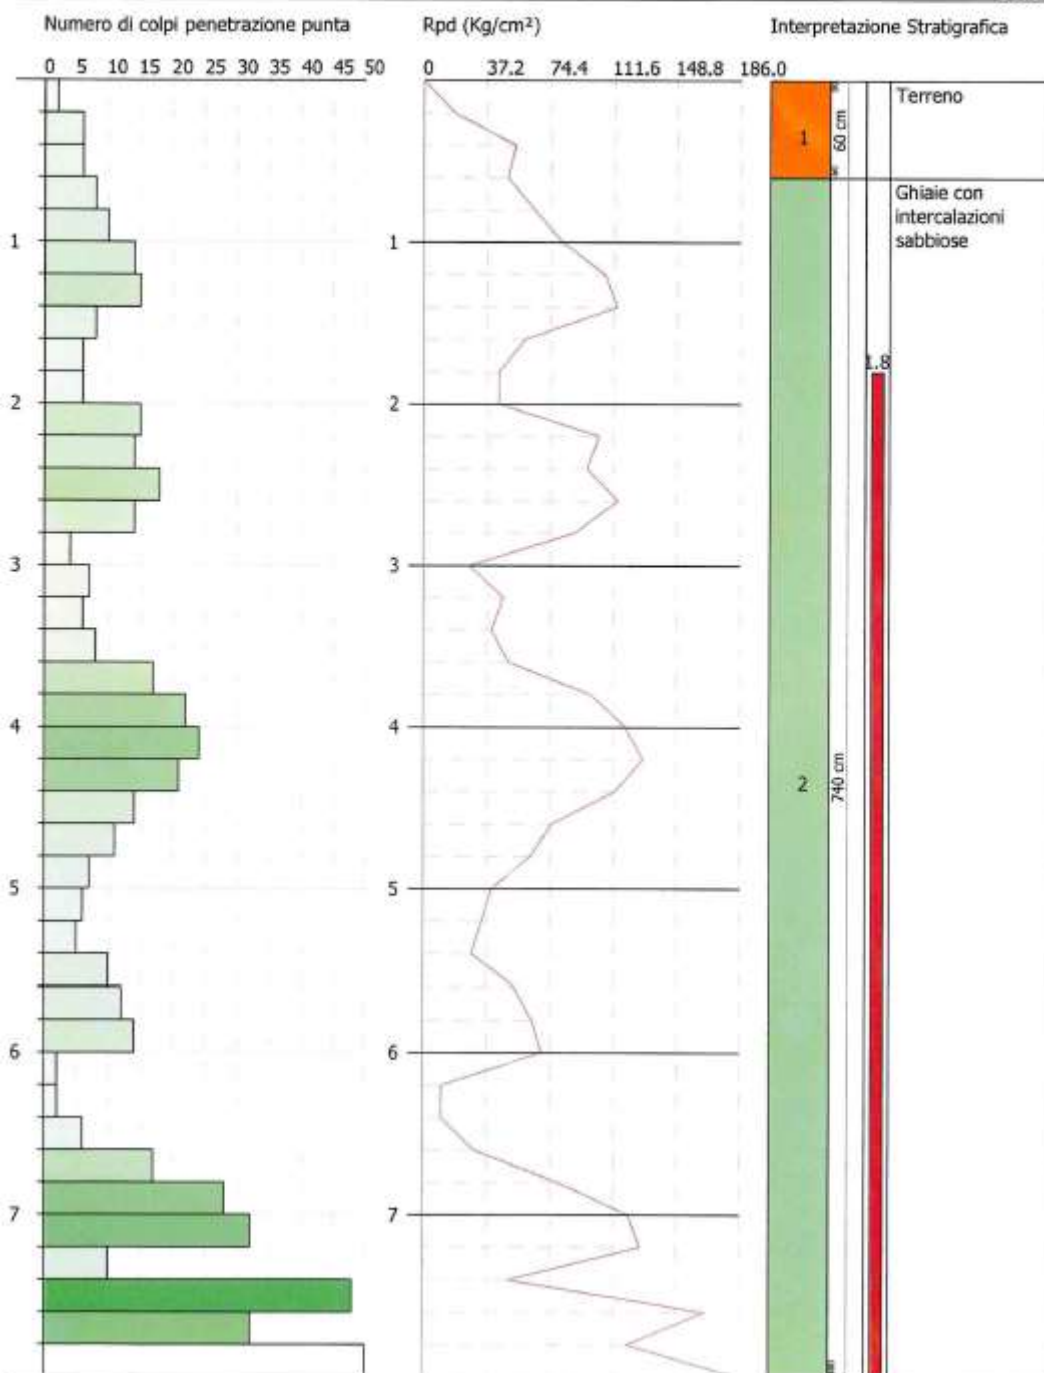 Numero di colpi penetrazione punta
Rpd (Kg/cm²)
Interpretazione Stratigrafica
0 5 10 15 20 25 30 35 40 45 50
0 37.2 74.4 111.6 148.8 186.0
1
60 cm
Terreno
Ghiaie con
intercalazioni
sabbiose
1
1
1.8
2
2
3
3
4
4
2
740 cm
5
5
6
6
7
7